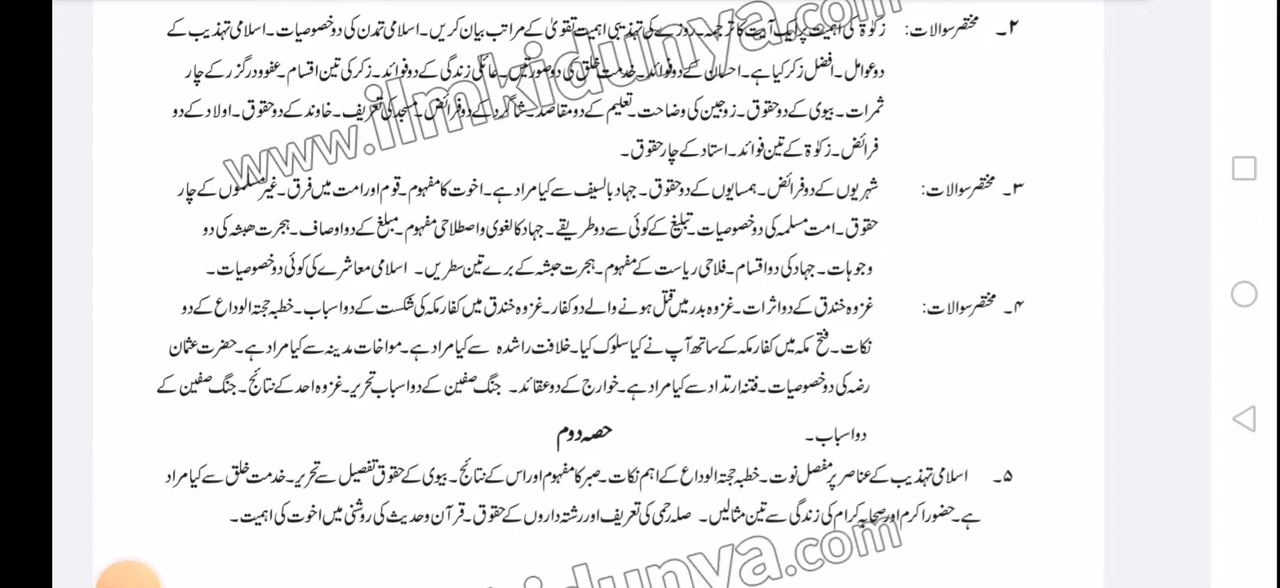 ۲۔ مختصر سوالات: زکوٰۃ کی اہمیت پر ایک آیت کا ترجمہ۔ روزے کی تہذیبی اہمیت تقویٰ کے مراتب بیان کریں۔ اسلامی تمدن کی دو خصوصیات۔ اسلامی تہذیب کے
دو عوامل۔ افضل زکر کیا ہے۔ احسان کے دو فوائد۔ خدمت خلق کی دو صورتیں۔ عائلی زندگی کے دو فوائد۔ زکر کی تین اقسام۔ عفوو در گزر کے چار
ثمرات۔ بیوی کے دو حقوق۔ زوجین کی وضاحت۔ تعلیم کے دو مقاصد۔ شاگرد کے دو فرائض۔ مسجد کی تعریف۔ خاوند کے دو حقوق۔ اولاد کے دو
فرائض۔ زکوٰۃ کے تین فوائد۔ استاد کے چار حقوق۔
۳۔ مختصر سوالات: شہریوں کے دو فرائض۔ ہمسایوں کے دو حقوق۔ جہاد بالسیف سے کیا مراد ہے۔ اخوت کا مفہوم۔ قوم اور امت میں فرق۔ غیر مسلموں کے چار
حقوق۔ امت مسلمہ کی دو خصوصیات۔ تبلیغ کے کوئی سے دو طریقے۔ جہاد کا لغوی و اصطلاحی مفہوم۔ مبلغ کے دو اوصاف۔ ہجرت حبشہ کی دو
وجوہات۔ جہاد کی دو اقسام۔ فلاحی ریاست کے مفہوم۔ ہجرت حبشہ کے برے تین سطریں۔ اسلامی معاشرے کی کوئی دو خصوصیات۔
۴۔ مختصر سوالات: غزوہ خندق کے دو اثرات۔ غزوہ بدر میں قتل ہونے والے دو کفار۔ غزوہ خندق میں کفار مکہ کی شکست کے دو اسباب۔ خطبہ حجتہ الوداع کے دو
نکات۔ فتح مکہ میں کفار مکہ کے ساتھ آپ نے کیا سلوک کیا۔ خلافت راشدہ سے کیا مراد ہے۔ مواخات مدینہ سے کیا مراد ہے۔ حضرت عثمان
رضہ کی دو خصوصیات۔ فتنہ ارتداد سے کیا مراد ہے۔ خوارج کے دو عقائد۔ جنگ صفین کے دو اسباب تحریر۔ غزوہ احد کے نتائج۔ جنگ صفین کے
دو اسباب۔ حصہ دوم
۵۔ اسلامی تہذیب کے عناصر پر مفصل نوت۔ خطبہ حجتہ الوداع کے اہم نکات۔ صبر کا مفہوم اور اس کے نتائج۔ بیوی کے حقوق تفصیل سے تحریر۔ خدمت خلق سے کیا مراد
ہے۔ حضور اکرم اور صحابہ کرام کی زندگی سے تین مثالیں۔ صلہ رحمی کی تعریف اور رشتہ داروں کے حقوق۔ قرآن و حدیث کی روشنی میں اخوت کی اہمیت۔
www.ilmkidunya.com
kidunya.com